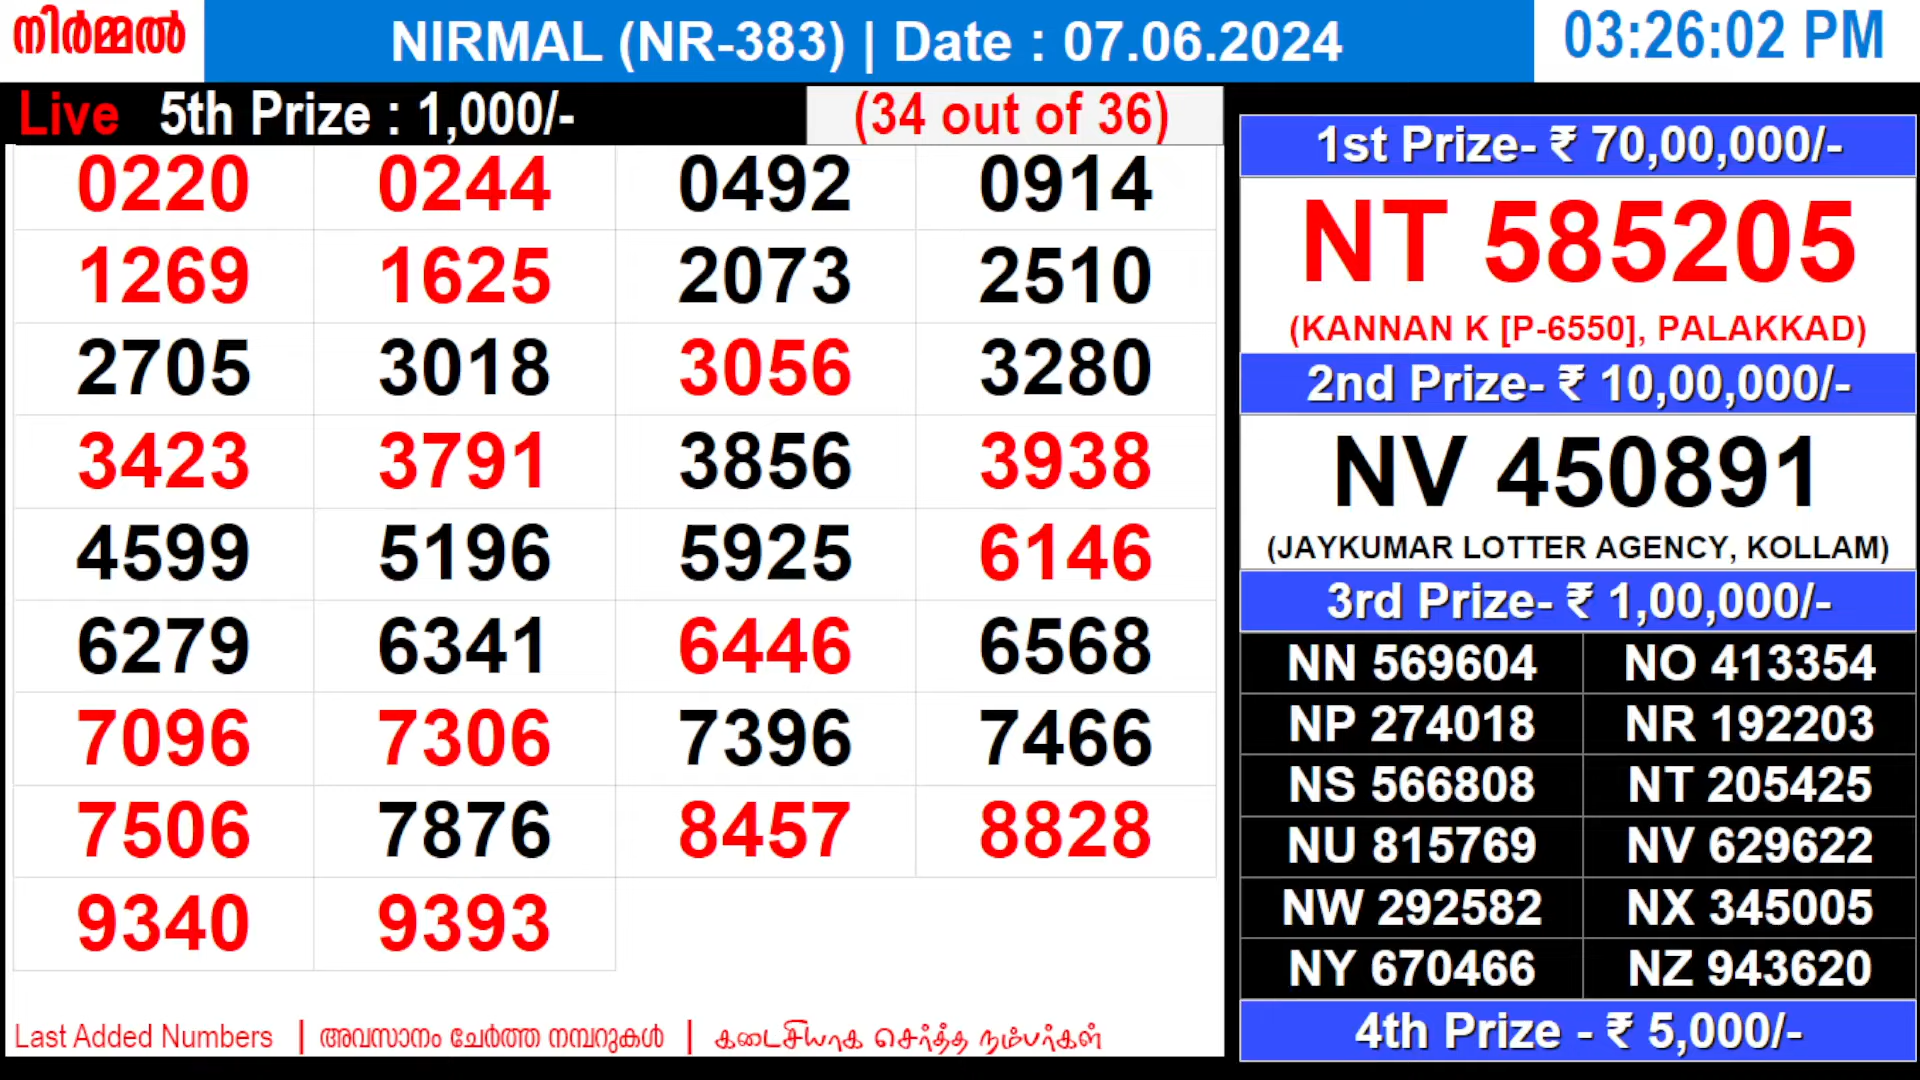 നിർമ്മൽ
NIRMAL (NR-383) | Date : 07.06.2024
03:26:02 PM
Live 5th Prize : 1,000/- (34 out of 36)
0220 0244 0492 0914
1269 1625 2073 2510
2705 3018 3056 3280
3423 3791 3856 3938
4599 5196 5925 6146
6279 6341 6446 6568
7096 7306 7396 7466
7506 7876 8457 8828
9340 9393
Last Added Numbers | അവസാനം ചേർത്ത നമ്പറുകൾ | கடைசியாக சேர்த்த நம்பர்கள்
1st Prize- ₹ 70,00,000/-
NT 585205
(KANNAN K [P-6550], PALAKKAD)
2nd Prize- ₹ 10,00,000/-
NV 450891
(JAYKUMAR LOTTER AGENCY, KOLLAM)
3rd Prize- ₹ 1,00,000/-
NN 569604 NO 413354
NP 274018 NR 192203
NS 566808 NT 205425
NU 815769 NV 629622
NW 292582 NX 345005
NY 670466 NZ 943620
4th Prize - ₹ 5,000/-